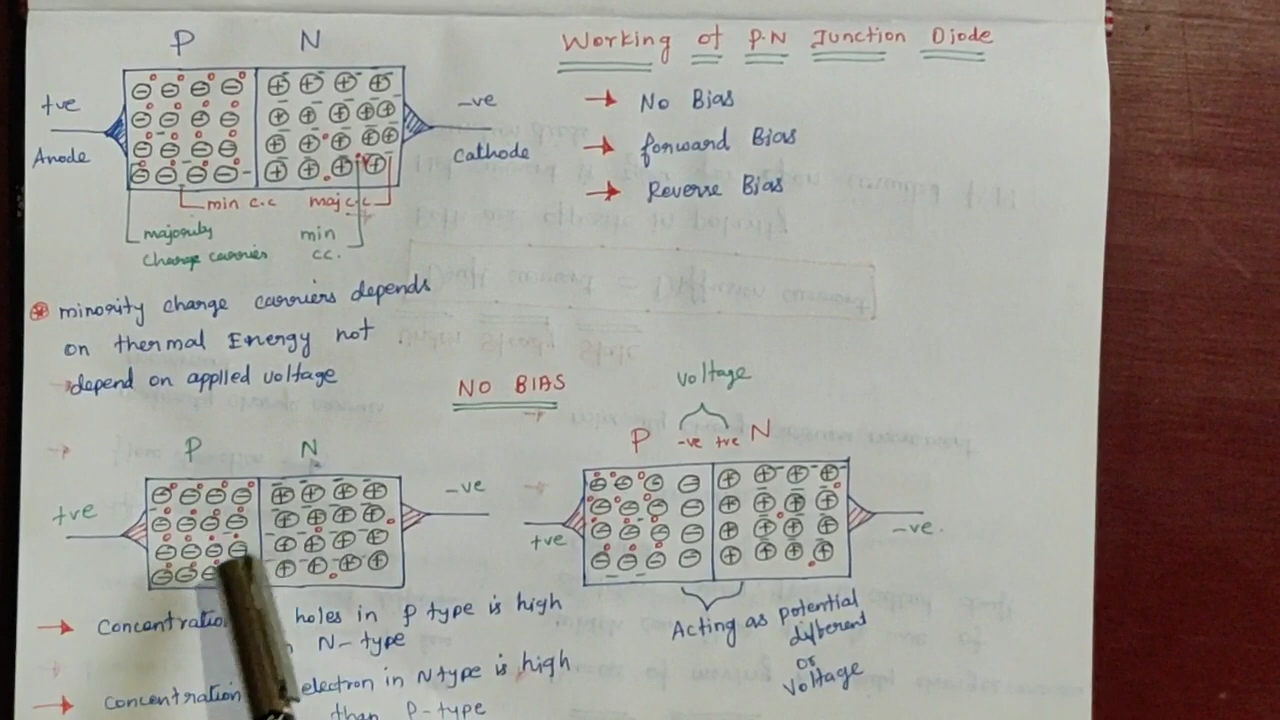 P N
Working of P-N Junction Diode
+ve
Anode
-ve
Cathode
→ No Bias
→ forward Bias
→ Reverse Bias
min c.c maj c.c
majority
charge carries
min
cc.
minority charge carriers depends
on thermal Energy not
depend on applied voltage
NO BIAS
voltage
P N
+ve
-ve
P -ve +ve N
+ve
-ve.
→ Concentratio holes in P type is high
N-type
→ Concentration electron in N type is high
than P-type
Acting as potential
different
or
voltage